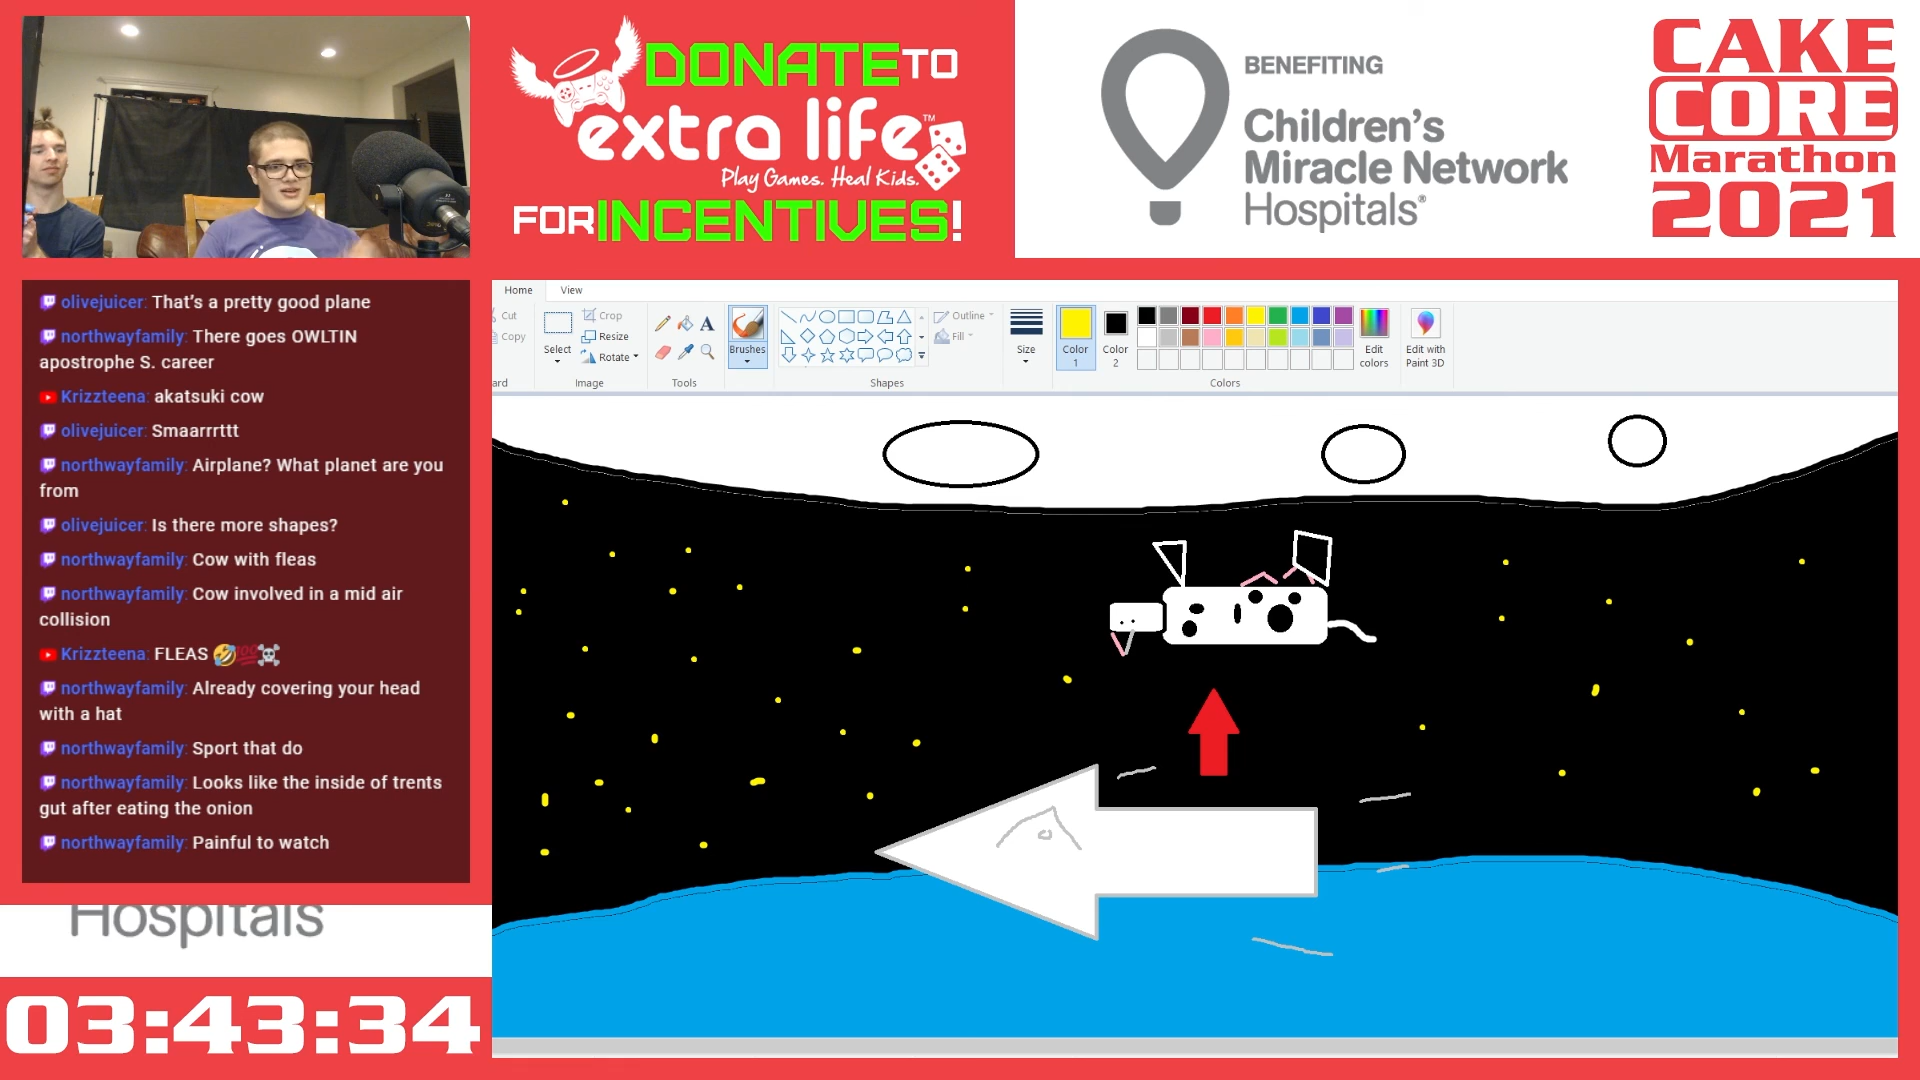 DONATE TO
extra life™
Play Games. Heal Kids.
FOR INCENTIVES!
BENEFITING
Children's
Miracle Network
Hospitals®
CAKE
CORE
Marathon
2021
olivejuicer: That's a pretty good plane
northwayfamily: There goes OWLTIN
apostrophe S. career
Krizzteena: akatsuki cow
olivejuicer: Smaarrrttt
northwayfamily: Airplane? What planet are you
from
olivejuicer: Is there more shapes?
northwayfamily: Cow with fleas
northwayfamily: Cow involved in a mid air
collision
Krizzteena: FLEAS 🤣💯☠️
northwayfamily: Already covering your head
with a hat
northwayfamily: Sport that do
northwayfamily: Looks like the inside of trents
gut after eating the onion
northwayfamily: Painful to watch
Hospitals
03:43:34
Home View
Cut
Copy
Select
Crop
Resize
Rotate
Image
A
Tools
Brushes
Outline
Fill
Shapes
Size
Color
1
Color
2
Edit
colors
Colors
Edit with
Paint 3D